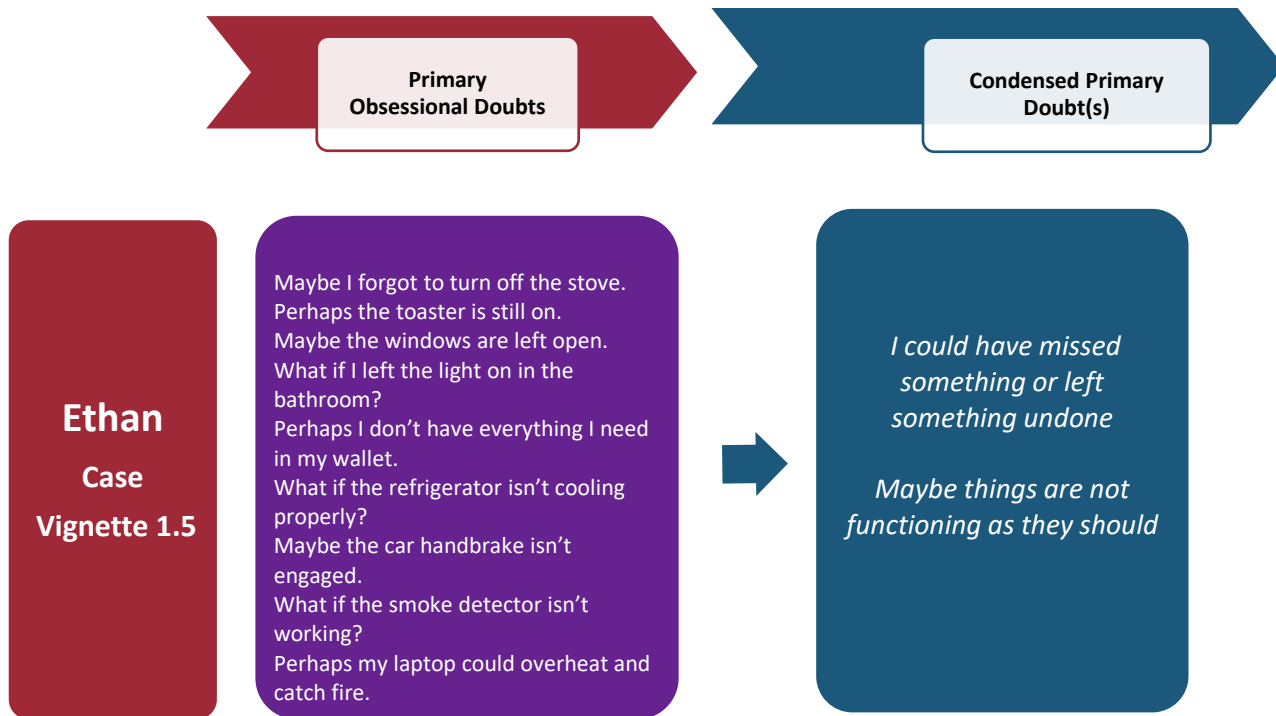 Primary
Obsessional Doubts
Condensed Primary
Doubt(s)
Ethan
Case
Vignette 1.5
Maybe I forgot to turn off the stove.
Perhaps the toaster is still on.
Maybe the windows are left open.
What if I left the light on in the
bathroom?
Perhaps I don’t have everything I need
in my wallet.
What if the refrigerator isn’t cooling
properly?
Maybe the car handbrake isn’t
engaged.
What if the smoke detector isn’t
working?
Perhaps my laptop could overheat and
catch fire.
I could have missed
something or left
something undone
Maybe things are not
functioning as they should